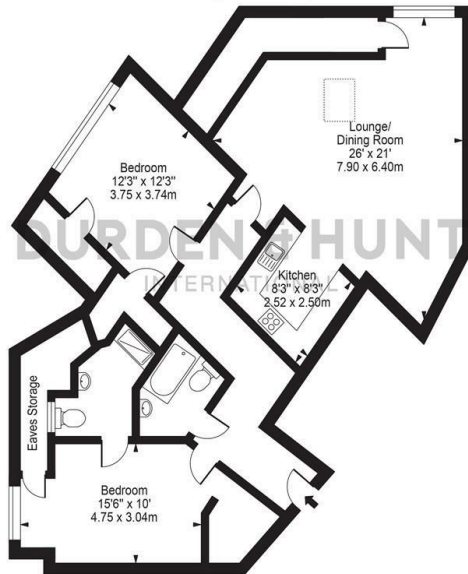 Lounge/
Dining Room
26' x 21'
7.90 x 6.40m
Bedroom
12'3" x 12'3"
3.75 x 3.74m
DURDEN & HUNT
INTERNATIONAL
Kitchen
8'3" x 8'3"
2.52 x 2.50m
Eaves Storage
Bedroom
15'6" x 10'
4.75 x 3.04m